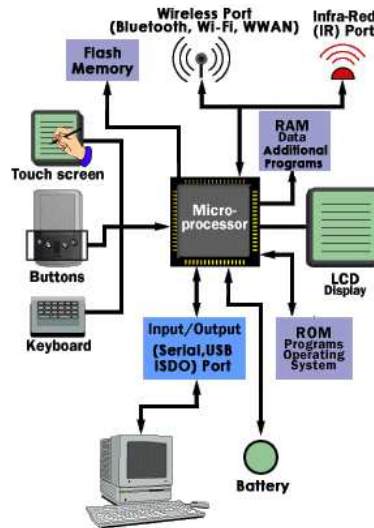 Wireless Port
(Bluetooth, Wi-Fi, WWAN)
Infra-Red
(IR) Port
Flash
Memory
RAM
Data
Additional
Programs
Touch screen
Micro-
processor
Buttons
LCD
Display
Keyboard
Input/Output
(Serial,USB
ISDO) Port
ROM
Programs
Operating
System
Battery